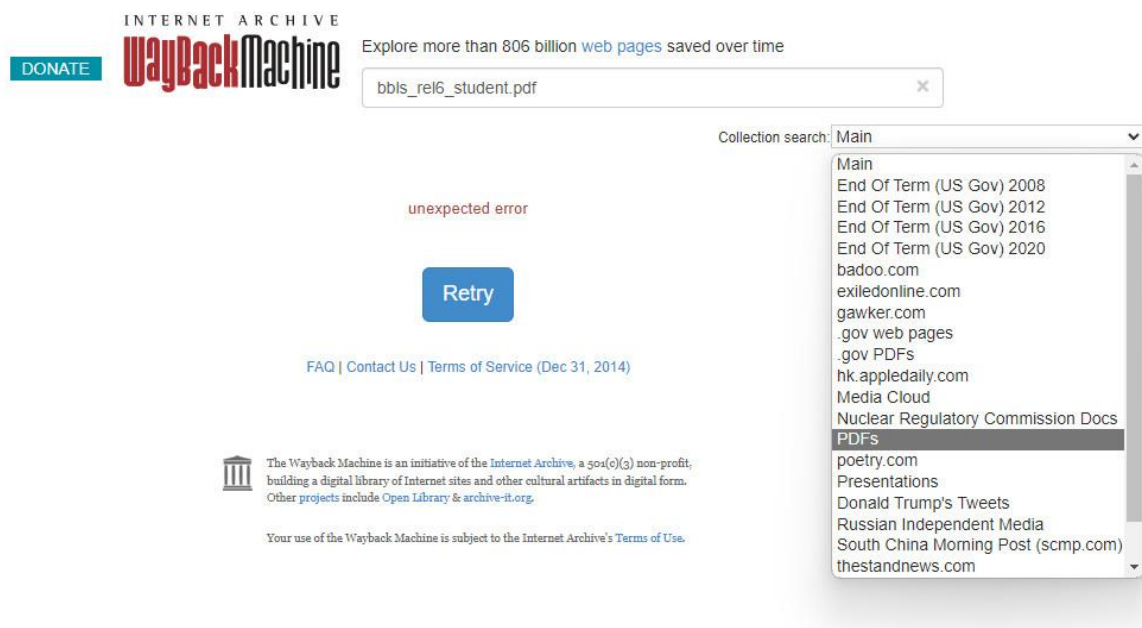 INTERNET ARCHIVE
WayBackMachine
DONATE
Explore more than 806 billion web pages saved over time
bbls_rel6_student.pdf ×
Collection search: Main
Main
End Of Term (US Gov) 2008
End Of Term (US Gov) 2012
End Of Term (US Gov) 2016
End Of Term (US Gov) 2020
badoo.com
exiledonline.com
gawker.com
.gov web pages
.gov PDFs
hk.appledaily.com
Media Cloud
Nuclear Regulatory Commission Docs
PDFs
poetry.com
Presentations
Donald Trump's Tweets
Russian Independent Media
South China Morning Post (scmp.com)
thestandnews.com
unexpected error
Retry
FAQ | Contact Us | Terms of Service (Dec 31, 2014)
The Wayback Machine is an initiative of the Internet Archive, a 501(c)(3) non-profit,
building a digital library of Internet sites and other cultural artifacts in digital form.
Other projects include Open Library & archive-it.org.
Your use of the Wayback Machine is subject to the Internet Archive's Terms of Use.